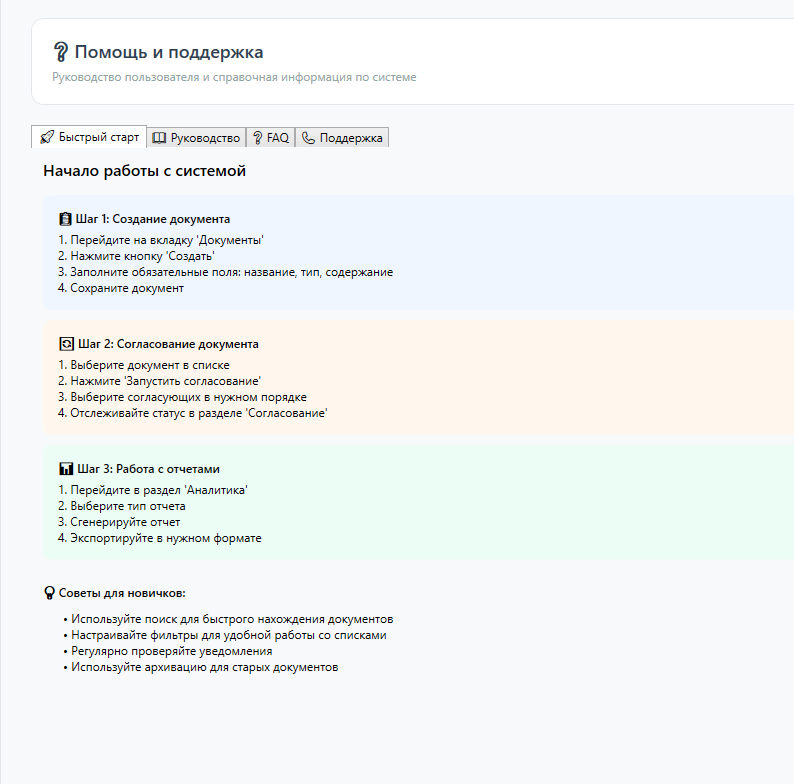 Помощь и поддержка
Руководство пользователя и справочная информация по системе
Быстрый старт Руководство FAQ Поддержка
Начало работы с системой
Шаг 1: Создание документа
1. Перейдите на вкладку 'Документы'
2. Нажмите кнопку 'Создать'
3. Заполните обязательные поля: название, тип, содержание
4. Сохраните документ
Шаг 2: Согласование документа
1. Выберите документ в списке
2. Нажмите 'Запустить согласование'
3. Выберите согласующих в нужном порядке
4. Отслеживайте статус в разделе 'Согласование'
Шаг 3: Работа с отчетами
1. Перейдите в раздел 'Аналитика'
2. Выберите тип отчета
3. Сгенерируйте отчет
4. Экспортируйте в нужном формате
Советы для новичков:
• Используйте поиск для быстрого нахождения документов
• Настраивайте фильтры для удобной работы со списками
• Регулярно проверяйте уведомления
• Используйте архивацию для старых документов